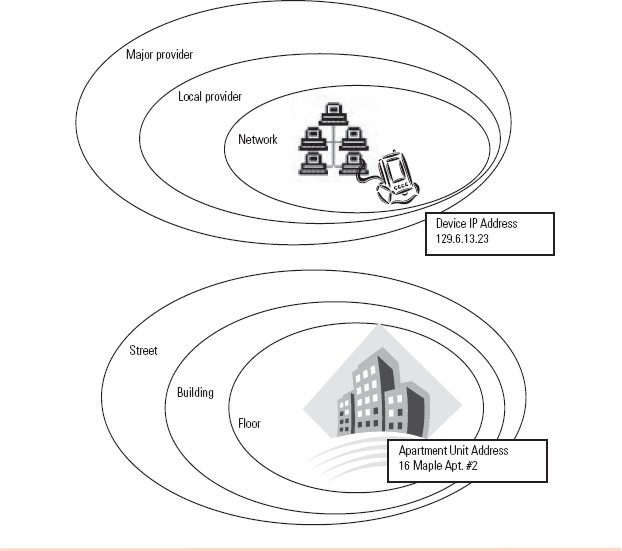 Major provider
Local provider
Network
Device IP Address
129.6.13.23
Street
Building
Floor
Apartment Unit Address
16 Maple Apt. #2